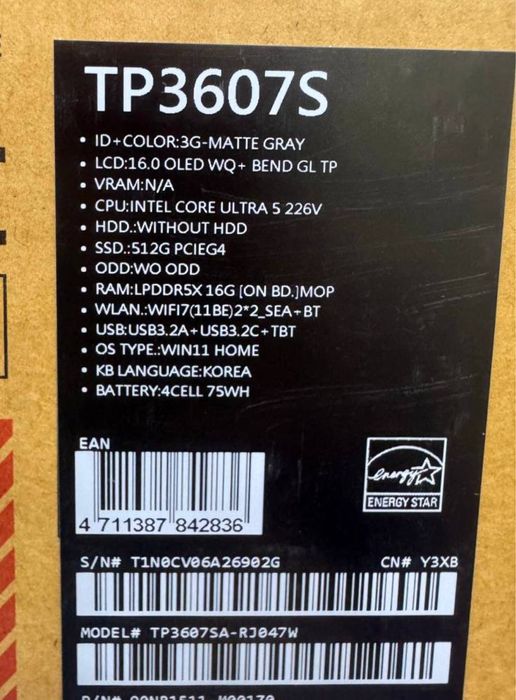 TP3607S
• ID+COLOR:3G-MATTE GRAY
• LCD:16.0 OLED WQ+ BEND GL TP
• VRAM:N/A
• CPU:INTEL CORE ULTRA 5 226V
• HDD.:WITHOUT HDD
• SSD.:512G PCIEG4
• ODD:WO ODD
• RAM:LPDDR5X 16G [ON BD.]MOP
• WLAN.:WIFI7(11BE)2*2_SEA+BT
• USB:USB3.2A+USB3.2C+TBT
• OS TYPE.:WIN11 HOME
• KB LANGUAGE:KOREA
• BATTERY:4CELL 75WH
EAN
4 711387 842836
energy
ENERGY STAR
S/N# T1N0CV06A26902G CN# Y3XB
MODEL# TP3607SA-RJ047W